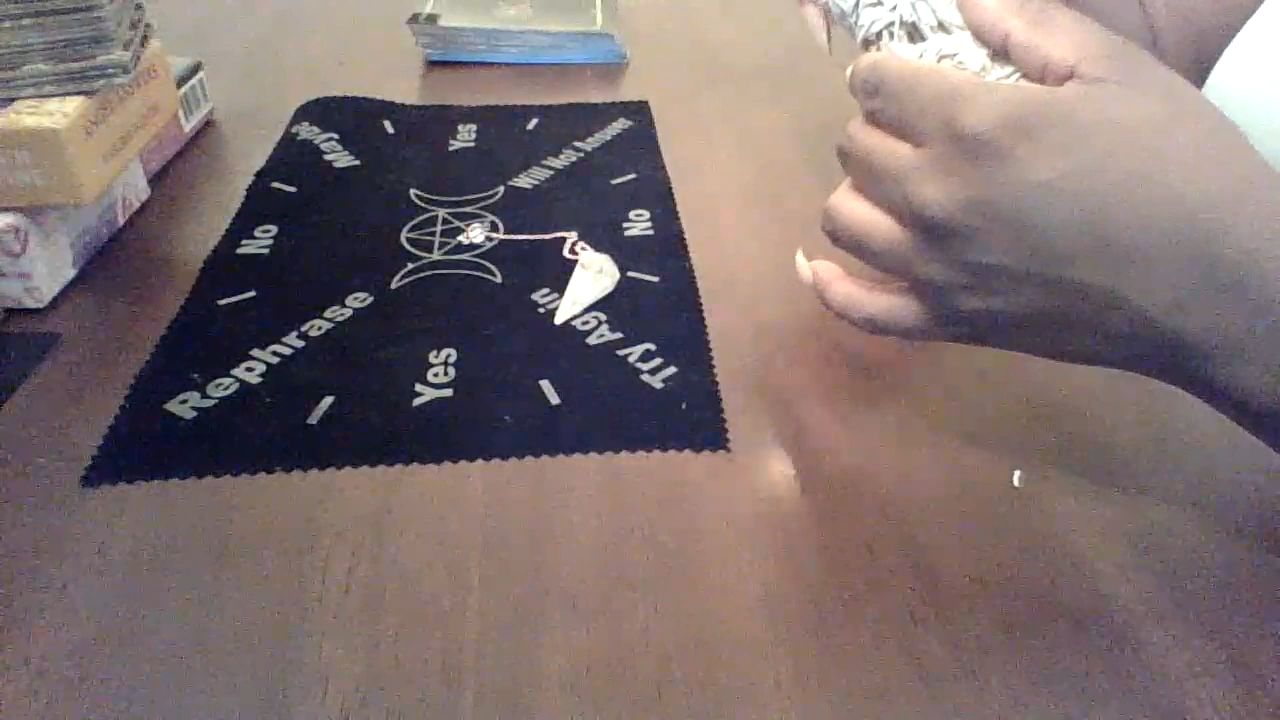 Maybe
Yes
Will Not Answer
No
No
Rephrase
Yes
Try Again